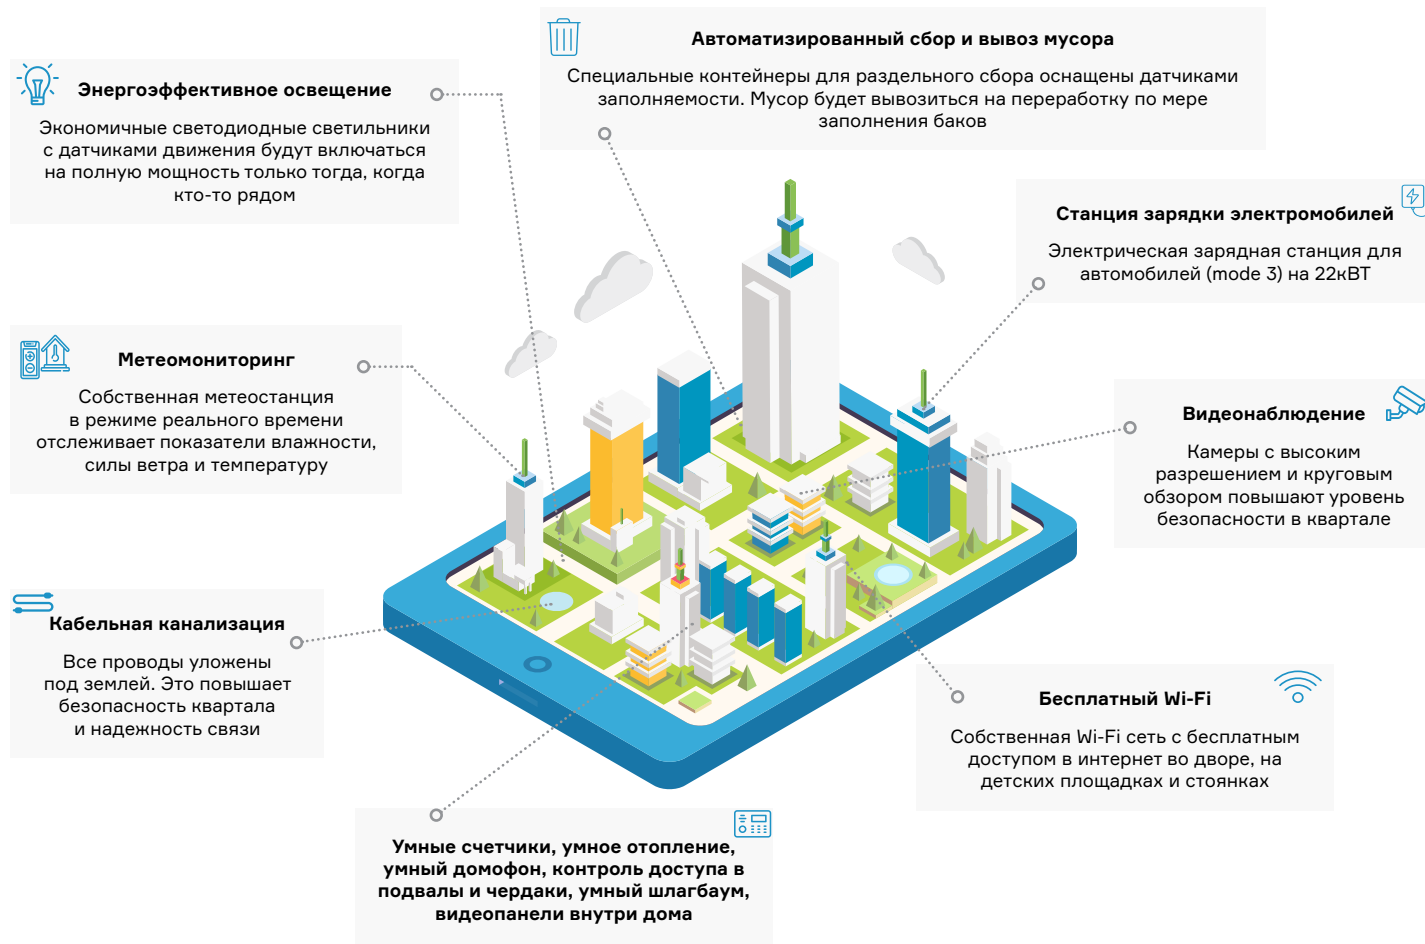 Автоматизированный сбор и вывоз мусора
Специальные контейнеры для раздельного сбора оснащены датчиками
заполняемости. Мусор будет вывозиться на переработку по мере
заполнения баков
Энергоэффективное освещение
Экономичные светодиодные светильники
с датчиками движения будут включаться
на полную мощность только тогда, когда
кто-то рядом
Станция зарядки электромобилей
Электрическая зарядная станция для
автомобилей (mode 3) на 22кВТ
Метеомониторинг
Собственная метеостанция
в режиме реального времени
отслеживает показатели влажности,
силы ветра и температуру
Видеонаблюдение
Камеры с высоким
разрешением и круговым
обзором повышают уровень
безопасности в квартале
Кабельная канализация
Все проводы уложены
под землей. Это повышает
безопасность квартала
и надежность связи
Бесплатный Wi-Fi
Собственная Wi-Fi сеть с бесплатным
доступом в интернет во дворе, на
детских площадках и стоянках
Умные счетчики, умное отопление,
умный домофон, контроль доступа в
подвалы и чердаки, умный шлагбаум,
видеопанели внутри дома